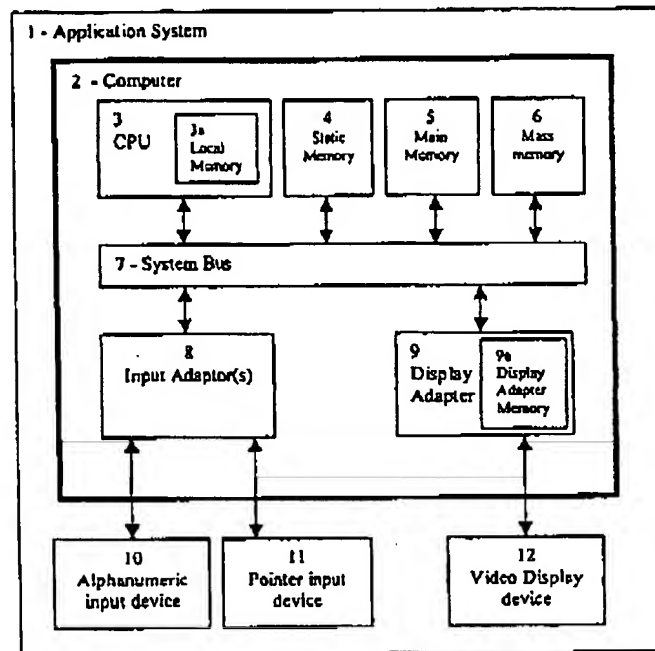 1 - Application System
2 - Computer
3
CPU
3a
Local
Memory
4
Static
Memory
5
Main
Memory
6
Mass
memory
7 - System Bus
8
Input Adaptor(s)
9
Display
Adapter
9a
Display
Adapter
Memory
10
Alphanumeric
input device
11
Pointer input
device
12
Video Display
device